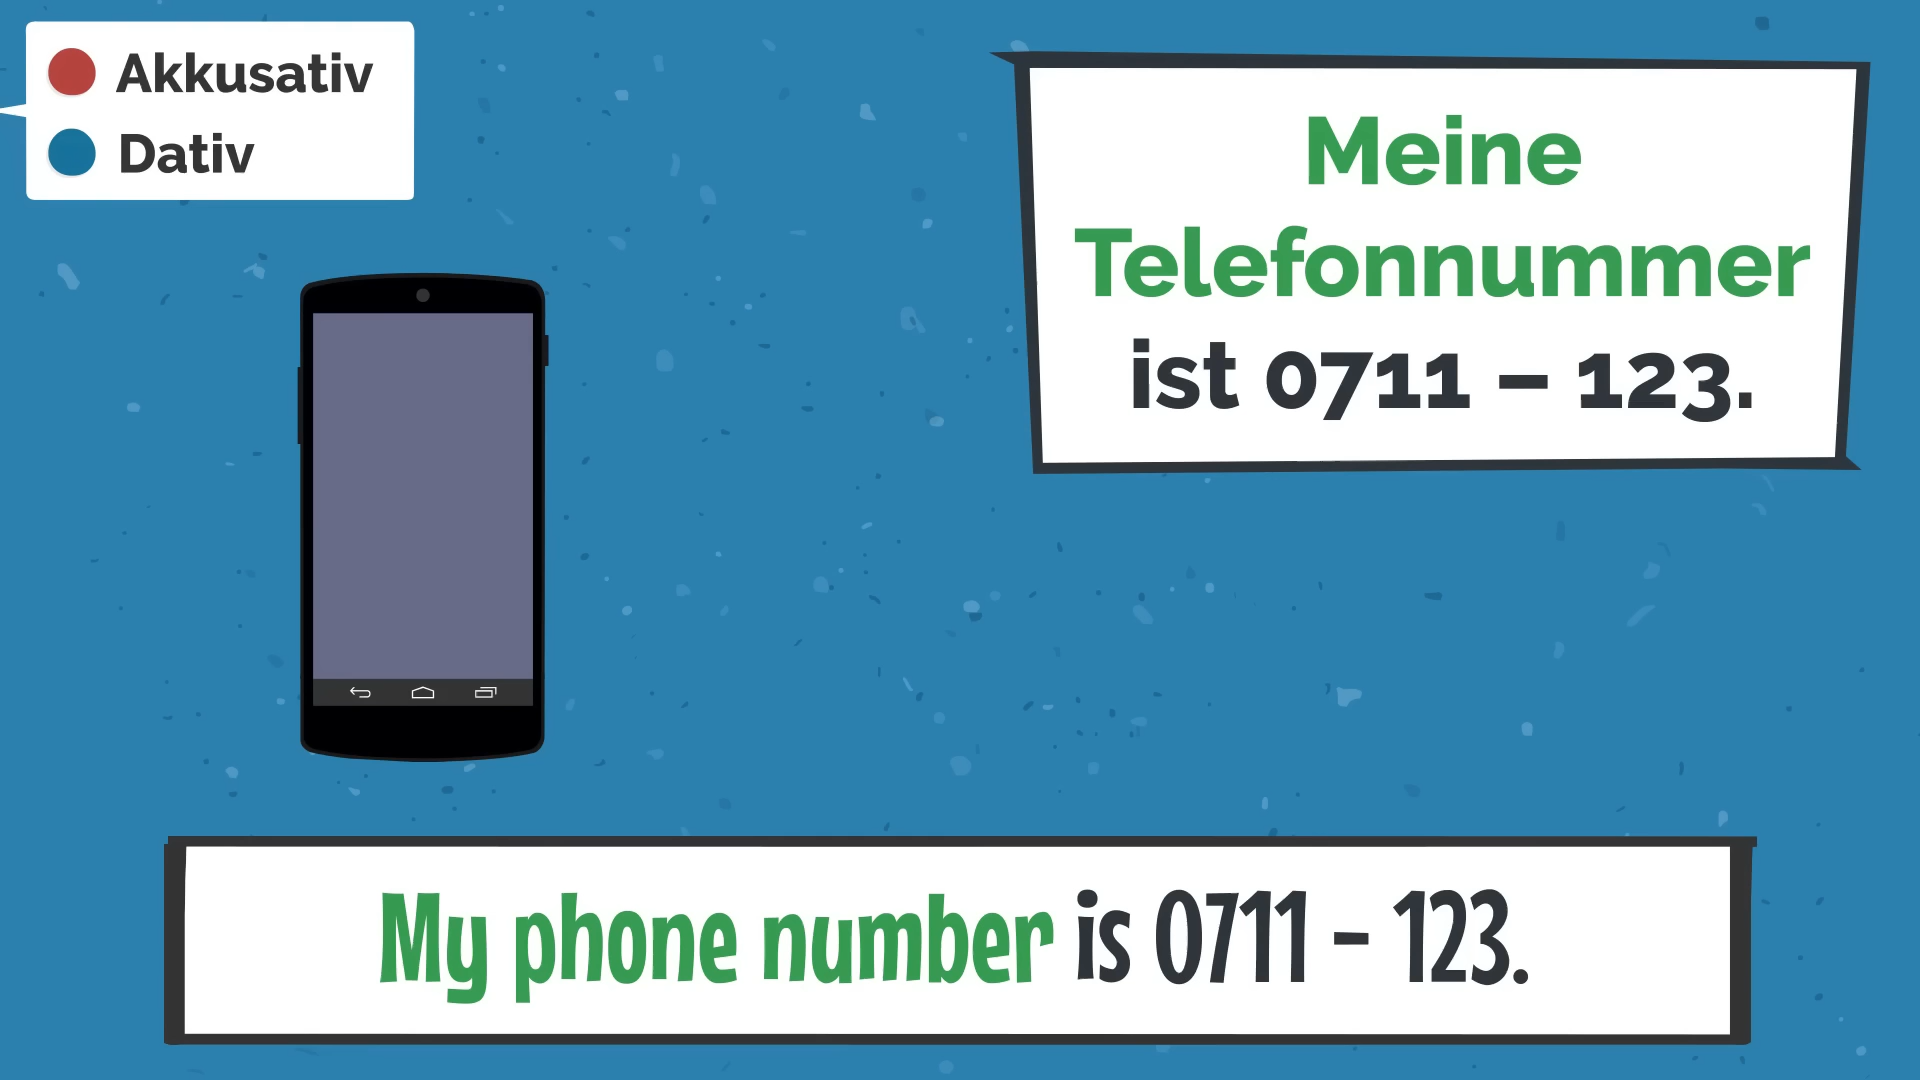 Akkusativ
Dativ
Meine
Telefonnummer
ist 0711 – 123.
My phone number is 0711 – 123.